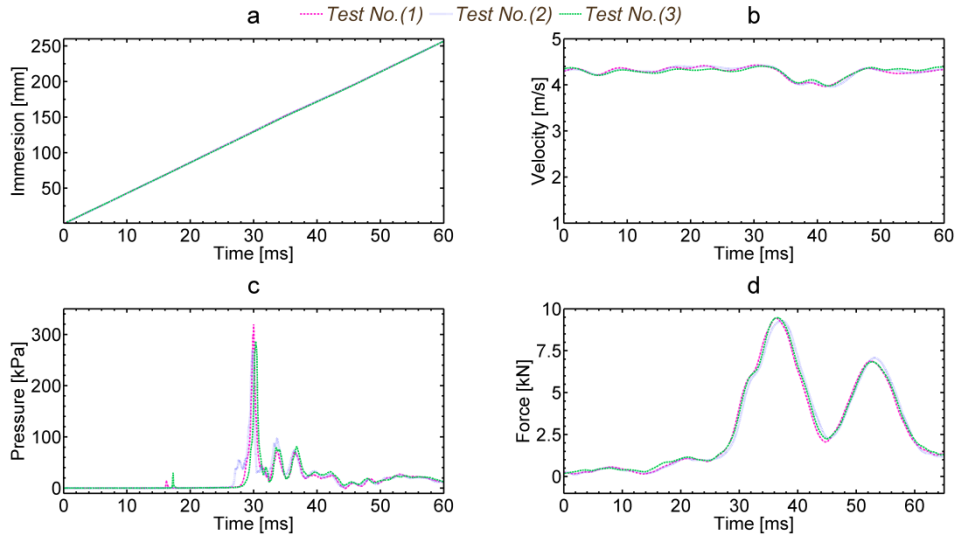 a
Test No.(1) Test No.(2) Test No.(3)
b
250
200
150
100
50
Immersion [mm]
0 10 20 30 40 50 60
Time [ms]
5
4
3
2
1
Velocity [m/s]
0 10 20 30 40 50 60
Time [ms]
c
300
200
100
0
Pressure [kPa]
0 10 20 30 40 50 60
Time [ms]
d
10
7.5
5
2.5
0
Force [kN]
0 10 20 30 40 50 60
Time [ms]